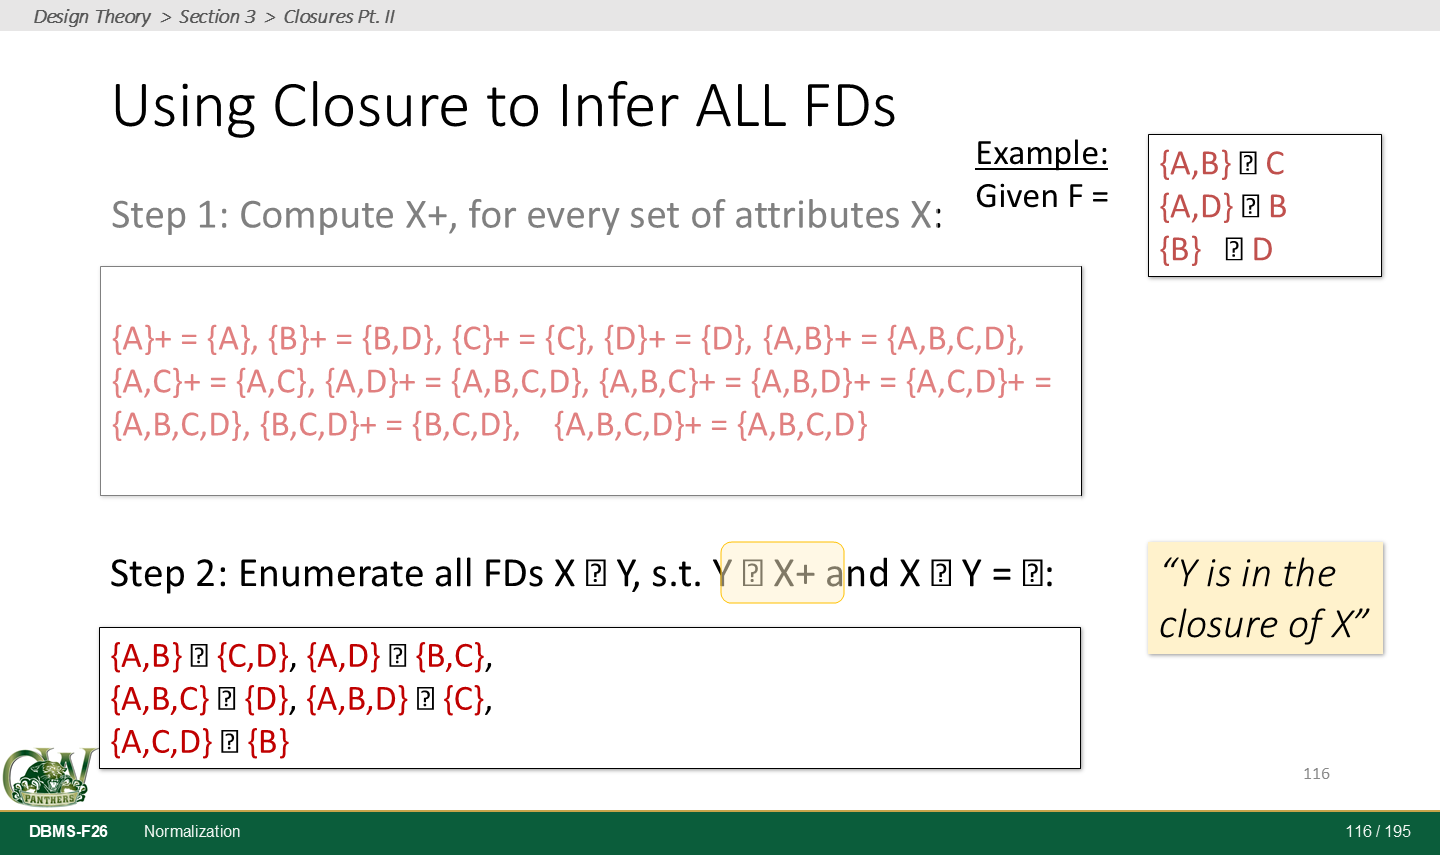 Design Theory > Section 3 > Closures Pt. II
Using Closure to Infer ALL FDs
Example:
Given F =
{A,B} �  C
{A,D} � B
{B} � D
Step 1: Compute X+, for every set of attributes X:
{A}+ = {A}, {B}+ = {B,D}, {C}+ = {C}, {D}+ = {D}, {A,B}+ = {A,B,C,D},
{A,C}+ = {A,C}, {A,D}+ = {A,B,C,D}, {A,B,C}+ = {A,B,D}+ = {A,C,D}+ =
{A,B,C,D}, {B,C,D}+ = {B,C,D}, {A,B,C,D}+ = {A,B,C,D}
Step 2: Enumerate all FDs X � Y, s.t. Y � X+ and X � Y = �:
“Y is in the
closure of X”
{A,B} � {C,D}, {A,D} � {B,C},
{A,B,C} � {D}, {A,B,D} � {C},
{A,C,D} � {B}
CW
PANTHERS
116
DBMS-F26 Normalization 116 / 195